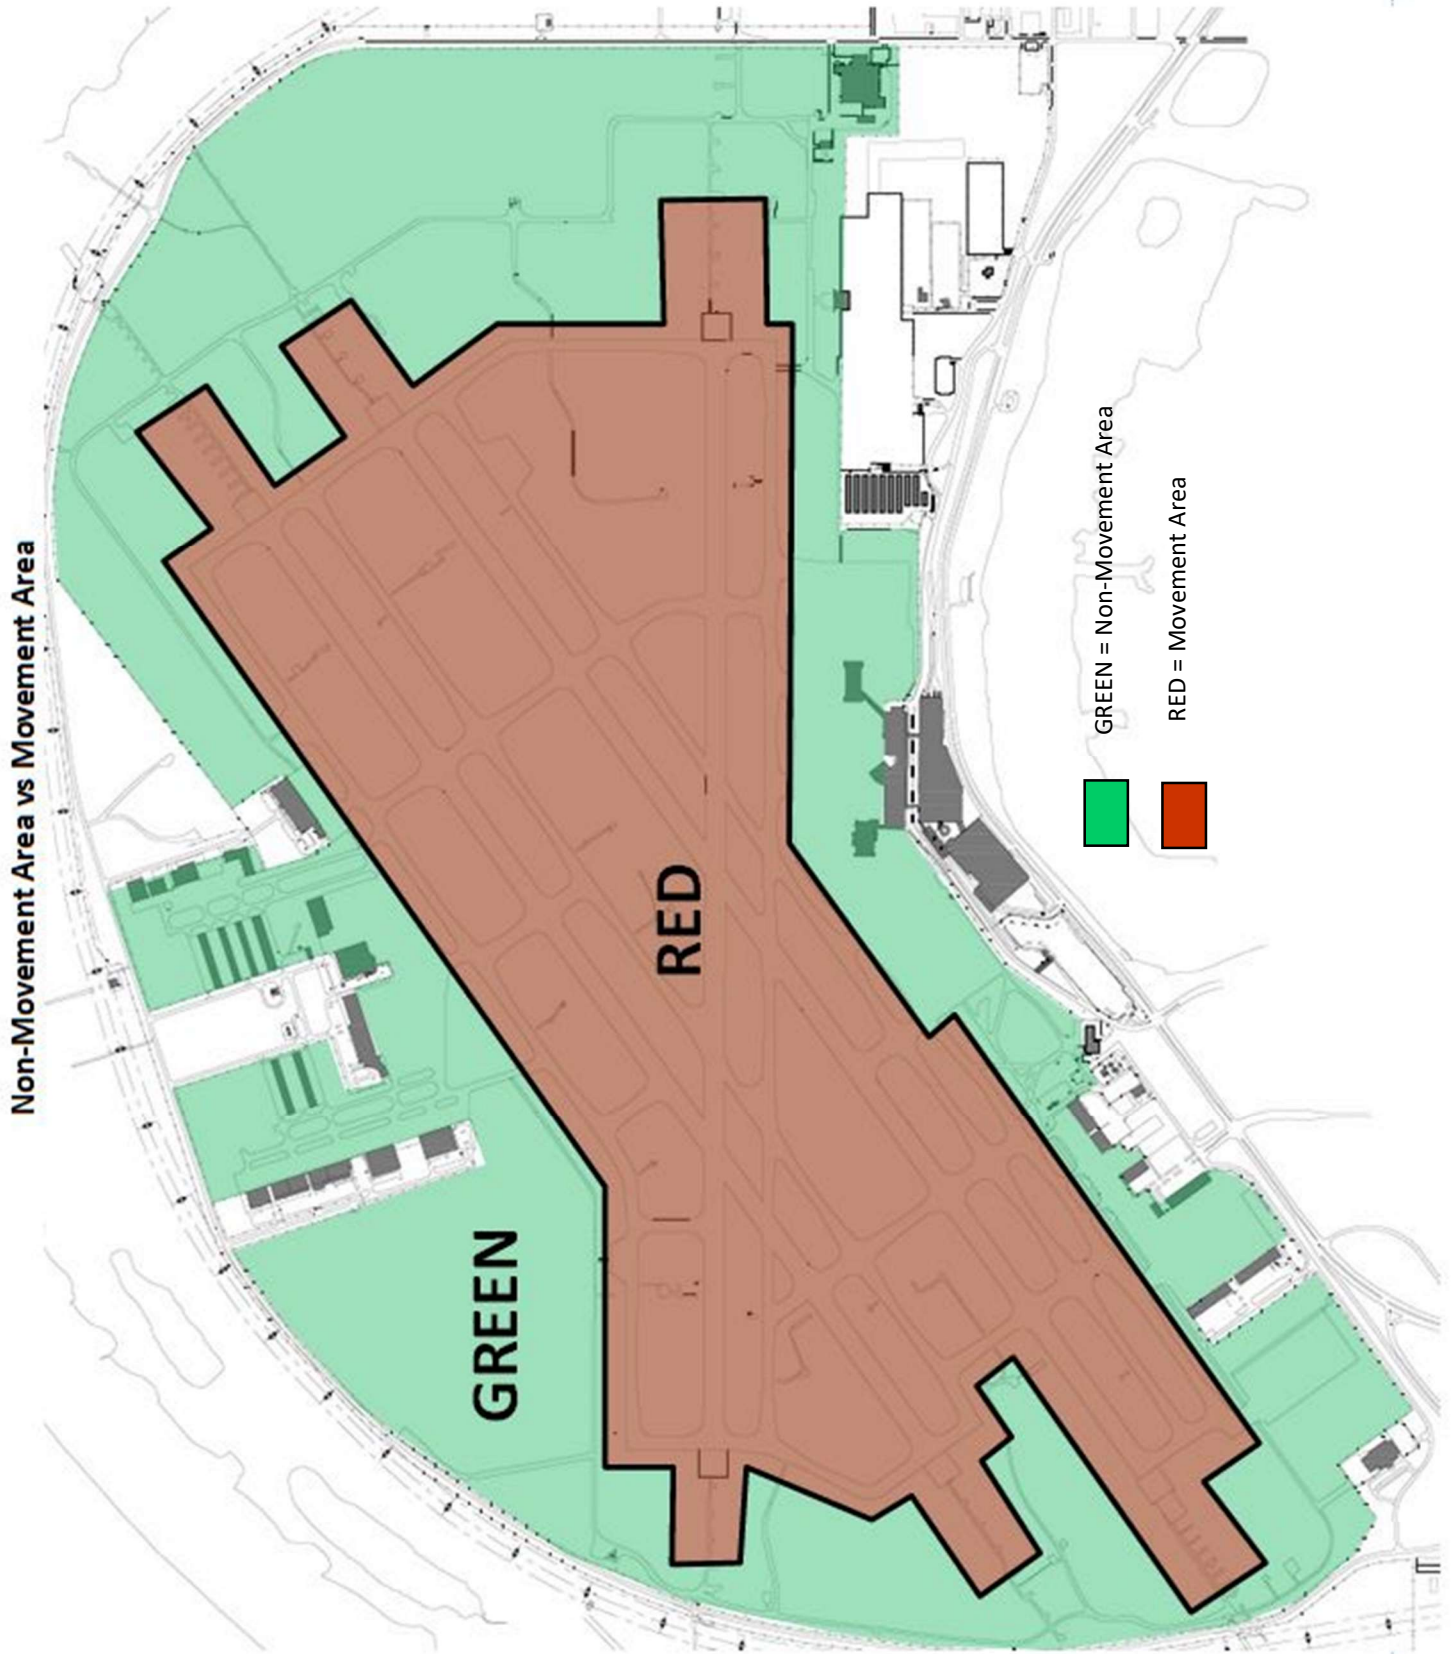 Non-Movement Area vs Movement Area
GREEN
RED
GREEN = Non-Movement Area
RED = Movement Area